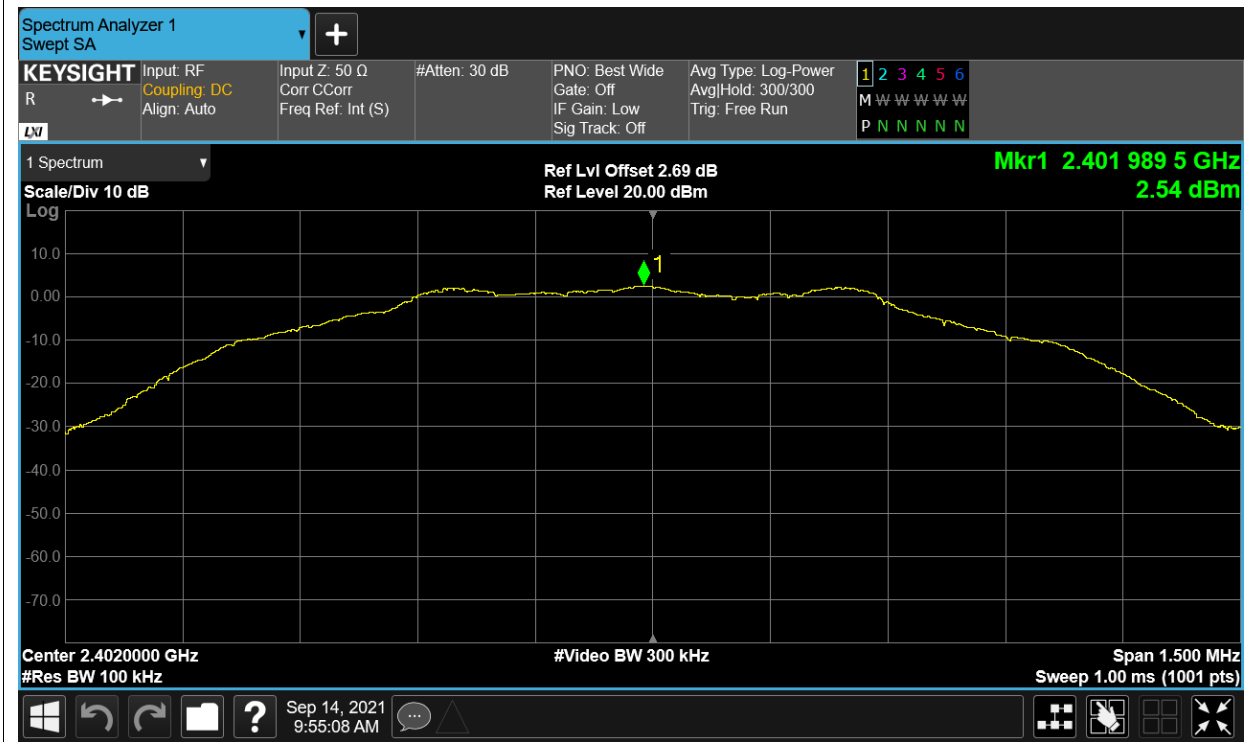 Spectrum Analyzer 1
Swept SA
KEYSIGHT
R
LXI
Input: RF
Coupling: DC
Align: Auto
Input Z: 50 Ω
Corr CCorr
Freq Ref: Int (S)
#Atten: 30 dB
PNO: Best Wide
Gate: Off
IF Gain: Low
Sig Track: Off
Avg Type: Log-Power
Avg|Hold: 300/300
Trig: Free Run
1 2 3 4 5 6
M W W W W W
P N N N N N
1 Spectrum
Scale/Div 10 dB
Ref Lvl Offset 2.69 dB
Ref Level 20.00 dBm
Mkr1 2.401 989 5 GHz
2.54 dBm
Log
10.0
0.00
-10.0
-20.0
-30.0
-40.0
-50.0
-60.0
-70.0
1
Center 2.4020000 GHz
#Res BW 100 kHz
#Video BW 300 kHz
Span 1.500 MHz
Sweep 1.00 ms (1001 pts)
?
Sep 14, 2021
9:55:08 AM